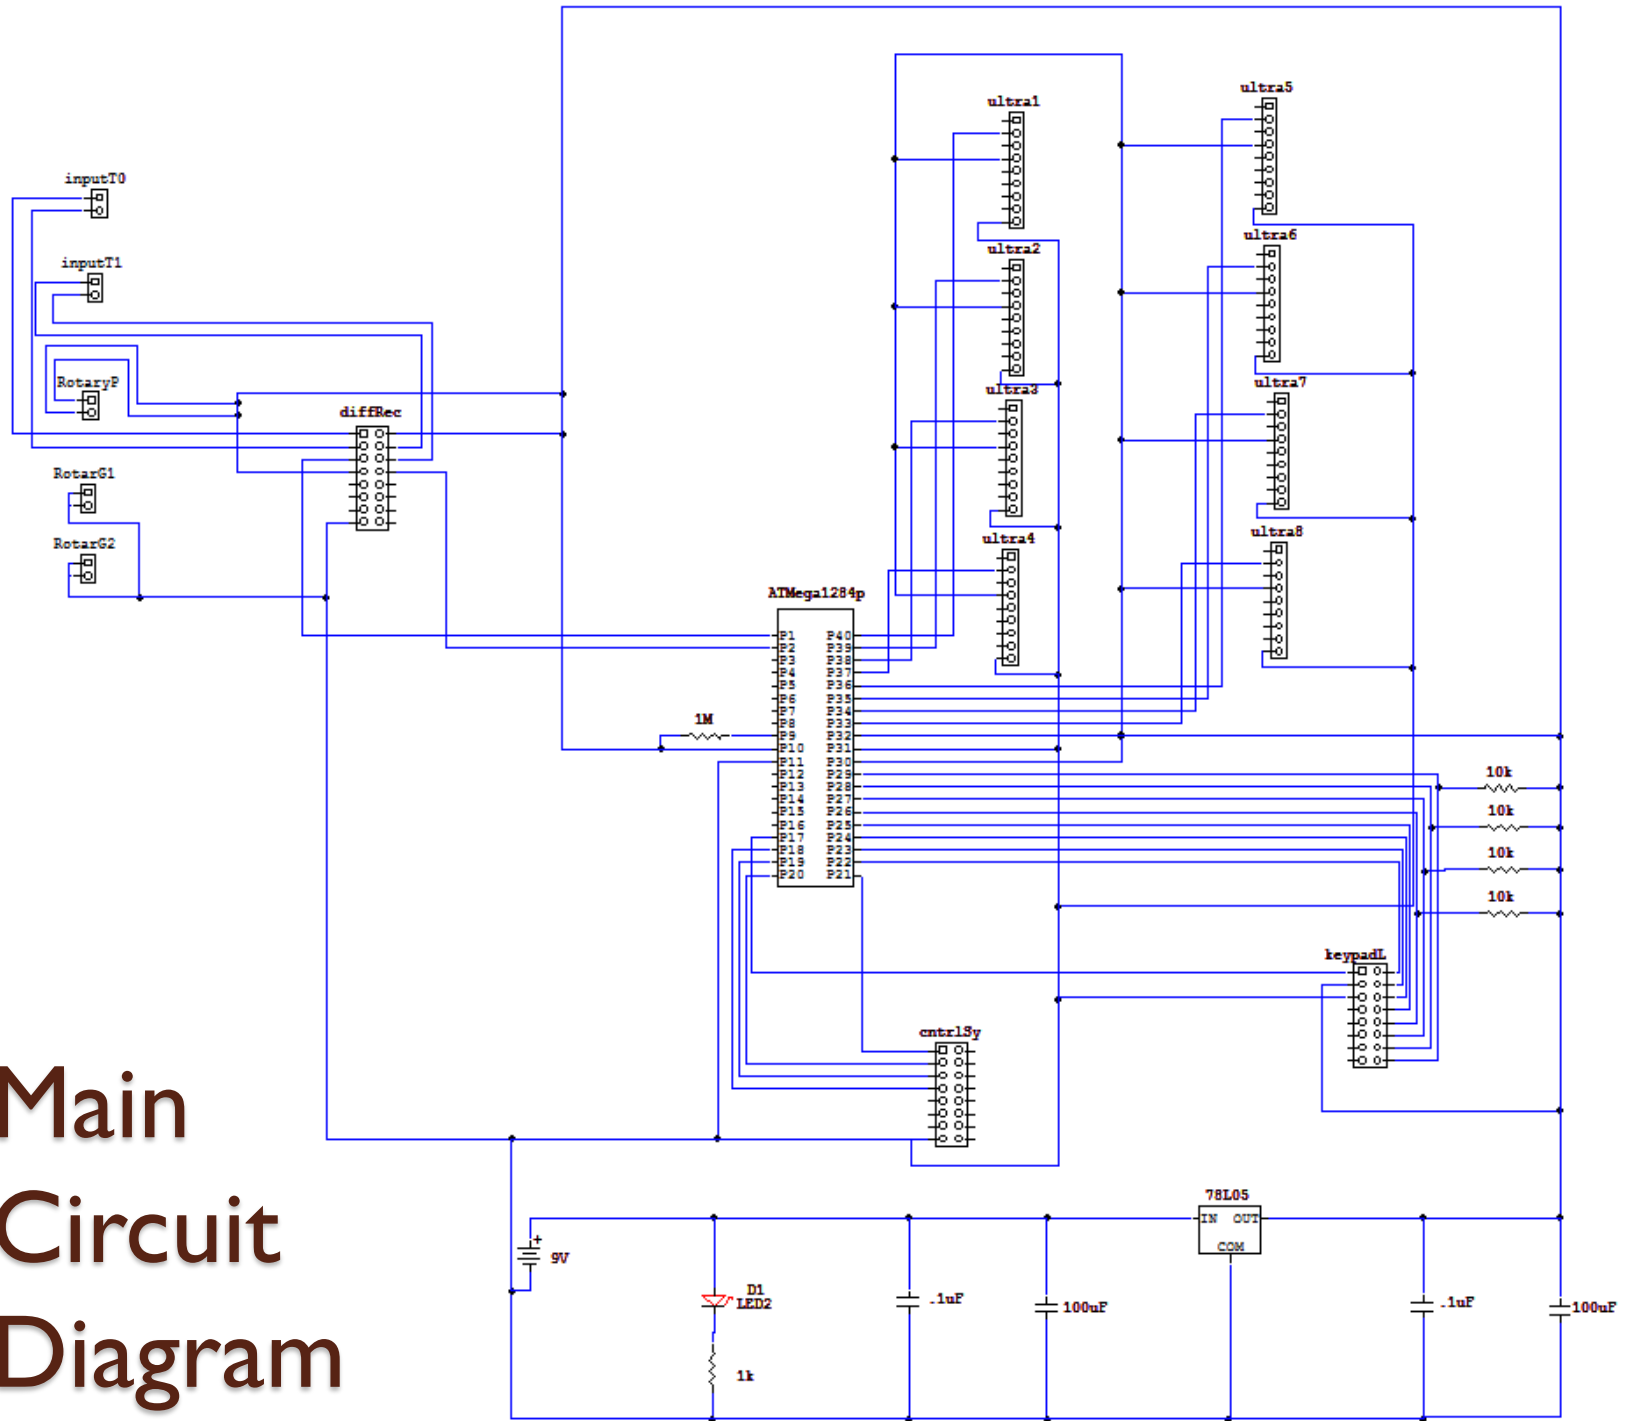 ultra5
ultra1
inputT0
ultra6
ultra2
inputT1
RotaryP
ultra7
ultra3
diffRec
RotarG1
ultra8
ultra4
RotarG2
ATMega1284p
P1 P40
P2 P39
P3 P38
P4 P37
P5 P36
P6 P35
P7 P34
P8 P33
1M
P9 P32
P10 P31
P11 P30
P12 P29
P13 P28
P14 P27
P15 P26
P16 P25
P17 P24
P18 P23
P19 P22
P20 P21
10k
10k
10k
10k
keypadL
cntrlSy
Main
Circuit
Diagram
78L05
IN OUT
COM
+
9V
D1
LED2
.1uF
100uF
.1uF
100uF
1k